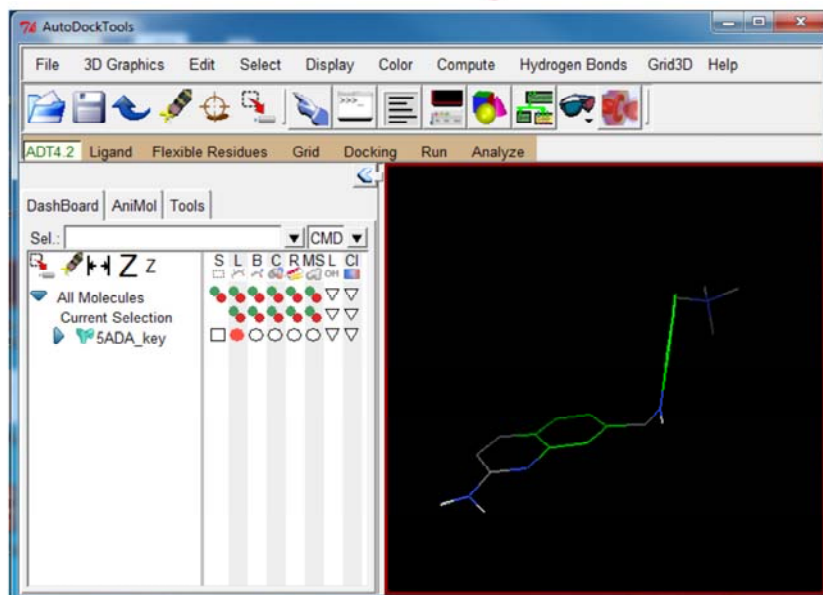 AutoDockTools
File 3D Graphics Edit Select Display Color Compute Hydrogen Bonds Grid3D Help
ADT4.2 Ligand Flexible Residues Grid Docking Run Analyze
DashBoard AniMol Tools
Sel.: CMD
Z Z S L B C R MS L Cl
All Molecules
Current Selection
5ADA_key